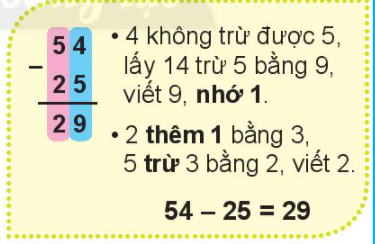 54
− 25
29
• 4 không trừ được 5,
lấy 14 trừ 5 bằng 9,
viết 9, nhớ 1.
• 2 thêm 1 bằng 3,
5 trừ 3 bằng 2, viết 2.
54 – 25 = 29